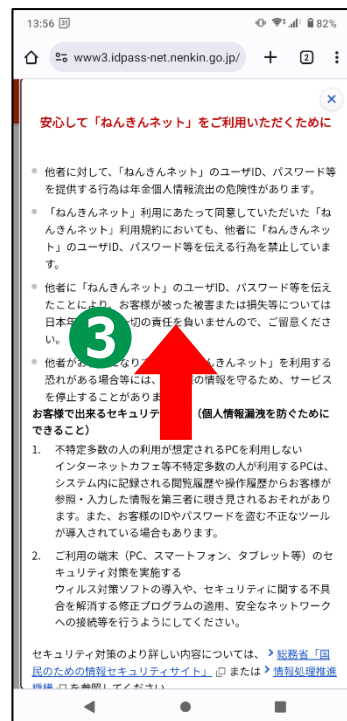 13:56 31 82%
www3.idpass-net.nenkin.go.jp/ 2
安心して「ねんきんネット」をご利用いただくために
他者に対して、「ねんきんネット」のユーザID、パスワード等
を提供する行為は年金個人情報流出の危険性があります。
「ねんきんネット」利用にあたって同意していただいた「ね
んきんネット」利用規約においても、他者に「ねんきんネッ
ト」のユーザID、パスワード等を伝える行為を禁止していま
す。
他者に「ねんきんネット」のユーザID、パスワード等を伝え
たことにより、お客様が被った被害または損失等については
日本年 切の責任を負いませんので、ご留意くださ
い。
3
他者がお なり んきんネット」を利用する
恐れがある場合等には、 の情報を守るため、サービス
を停止することがありま
お客様で出来るセキュリテ (個人情報漏洩を防ぐために
できること)
1. 不特定多数の人の利用が想定されるPCを利用しない
インターネットカフェ等不特定多数の人が利用するPCは、
システム内に記録される閲覧履歴や操作履歴からお客様が
参照・入力した情報を第三者に覗き見されるおそれがあり
ます。また、お客様のIDやパスワードを盗む不正なツール
が導入されている場合もあります。
2. ご利用の端末(PC、スマートフォン、タブレット等)のセ
キュリティ対策を実施する
ウィルス対策ソフトの導入や、セキュリティに関する不具
合を解消する修正プログラムの適用、安全なネットワーク
への接続等を行うようにしてください。
セキュリティ対策のより詳しい内容については、総務省「国
民のための情報セキュリティサイト」または情報処理推進
機構 を参照してください